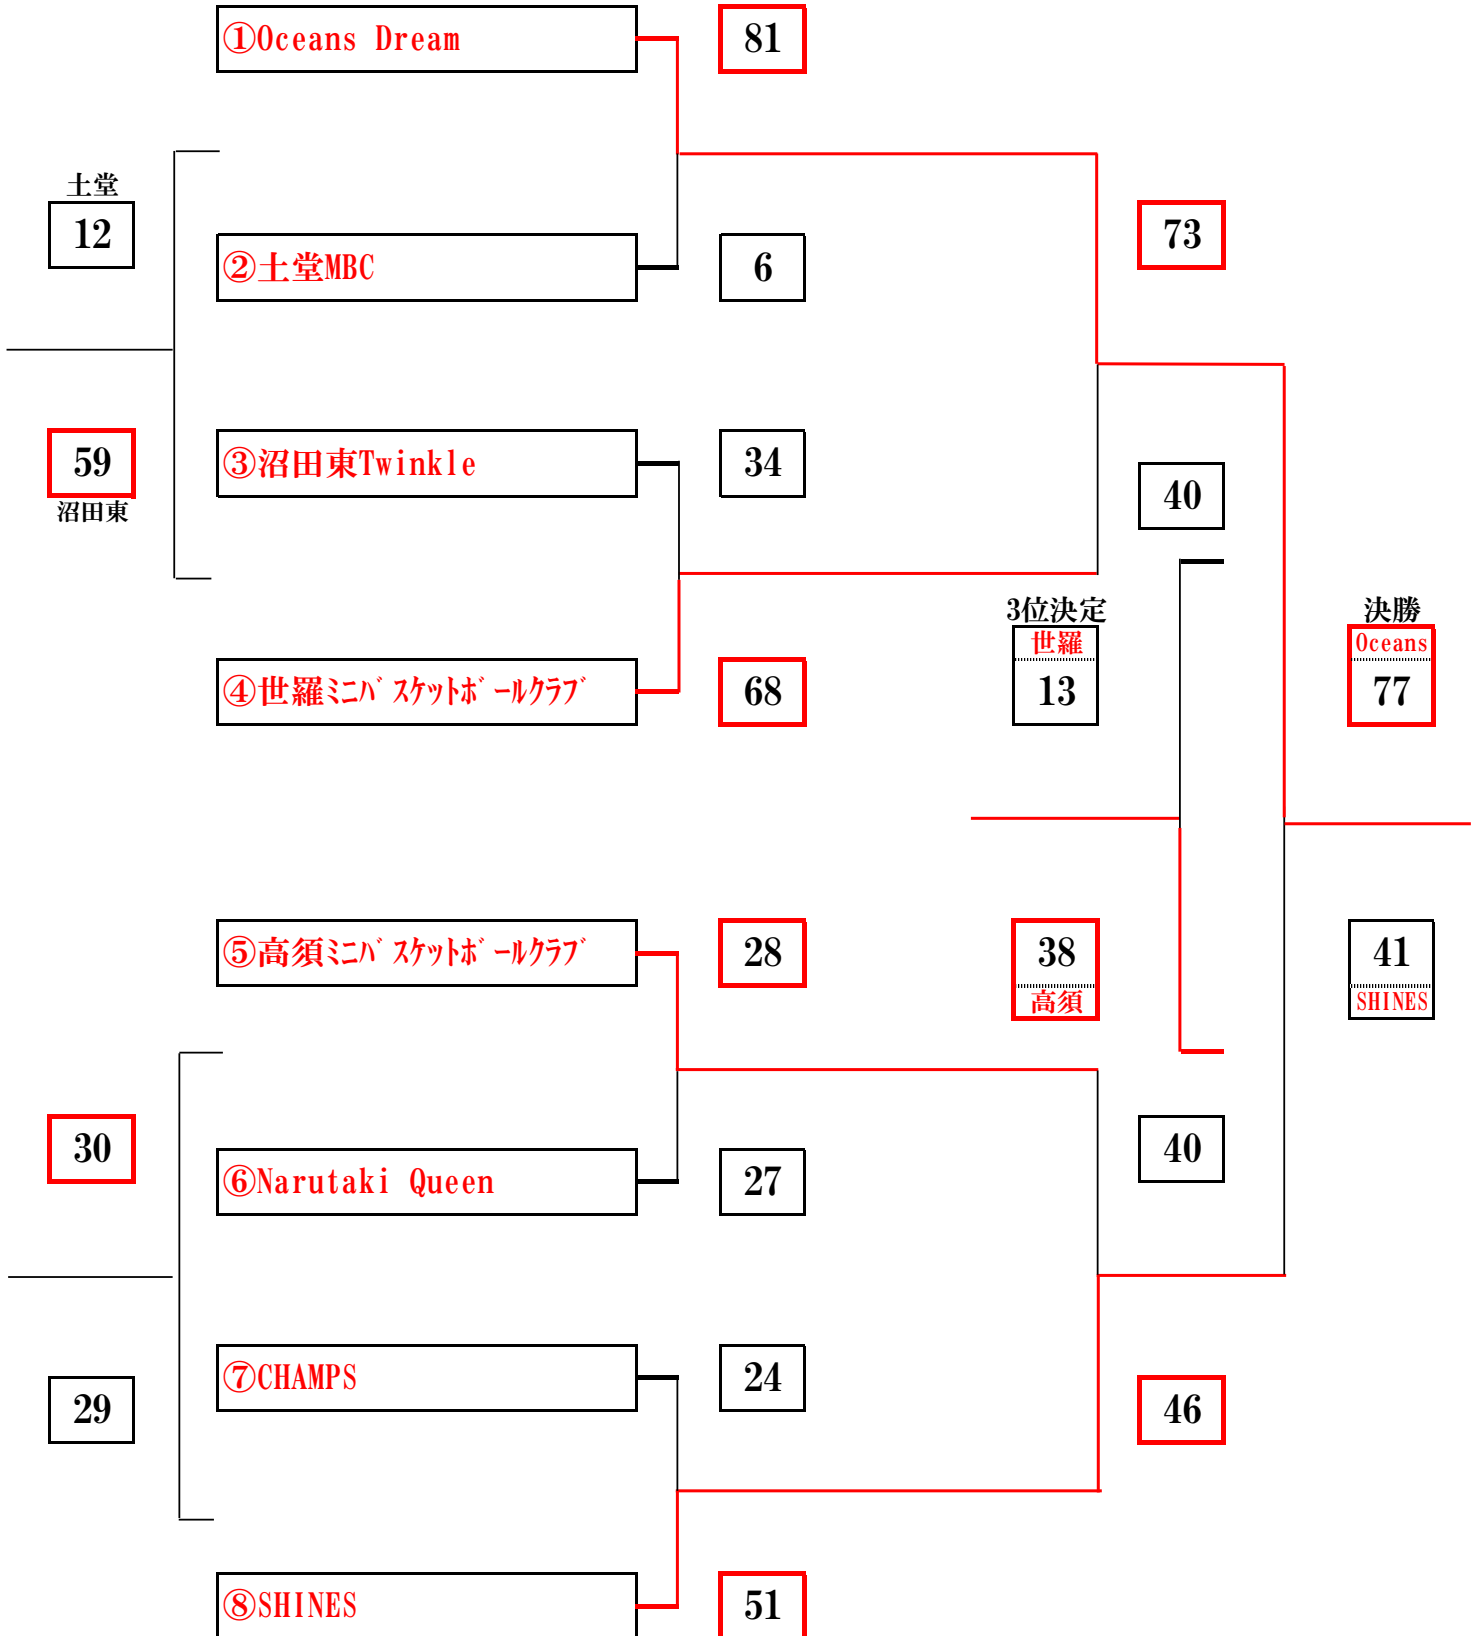 ①Oceans Dream
81
土堂
12
73
②土堂MBC
6
③沼田東Twinkle
34
59
沼田東
40
3位決定
決勝
世羅
13
Oceans
77
④世羅ミニバスケットボールクラブ
68
⑤高須ミニバスケットボールクラブ
28
38
高須
41
SHINES
30
40
⑥Narutaki Queen
27
⑦CHAMPS
24
29
46
⑧SHINES
51